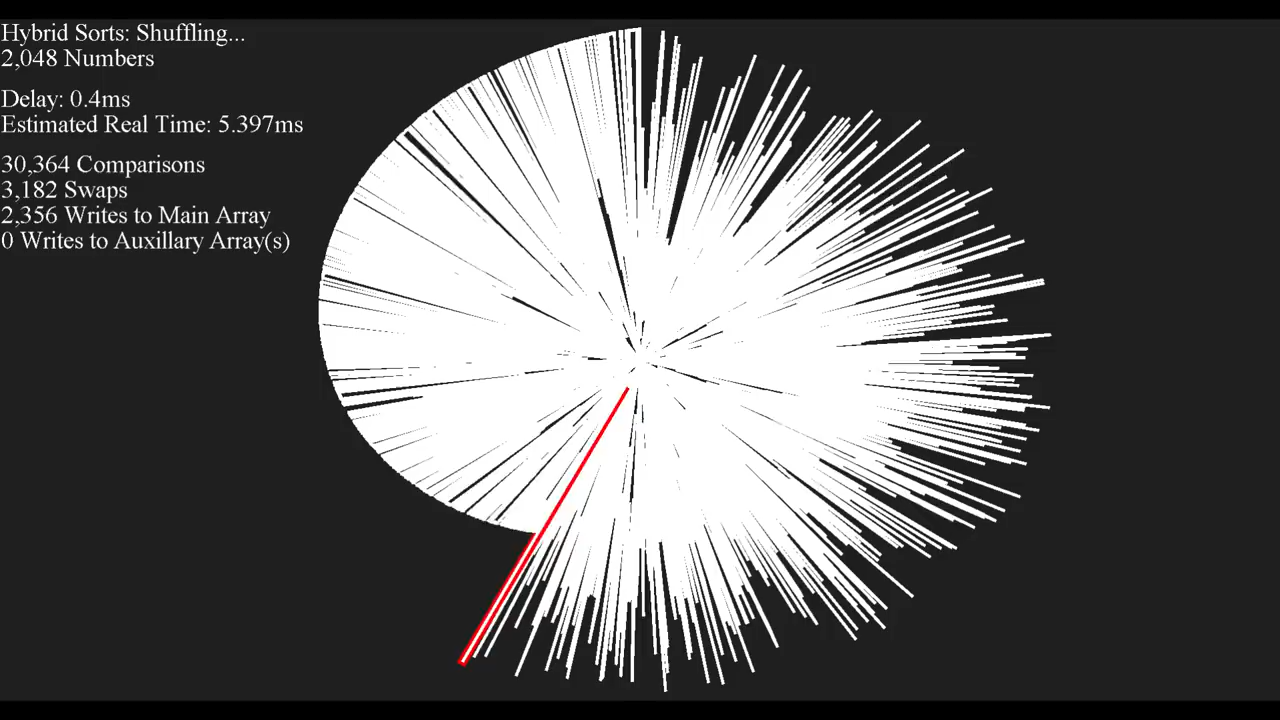 Hybrid Sorts: Shuffling...
2,048 Numbers
Delay: 0.4ms
Estimated Real Time: 5.397ms
30,364 Comparisons
3,182 Swaps
2,356 Writes to Main Array
0 Writes to Auxillary Array(s)